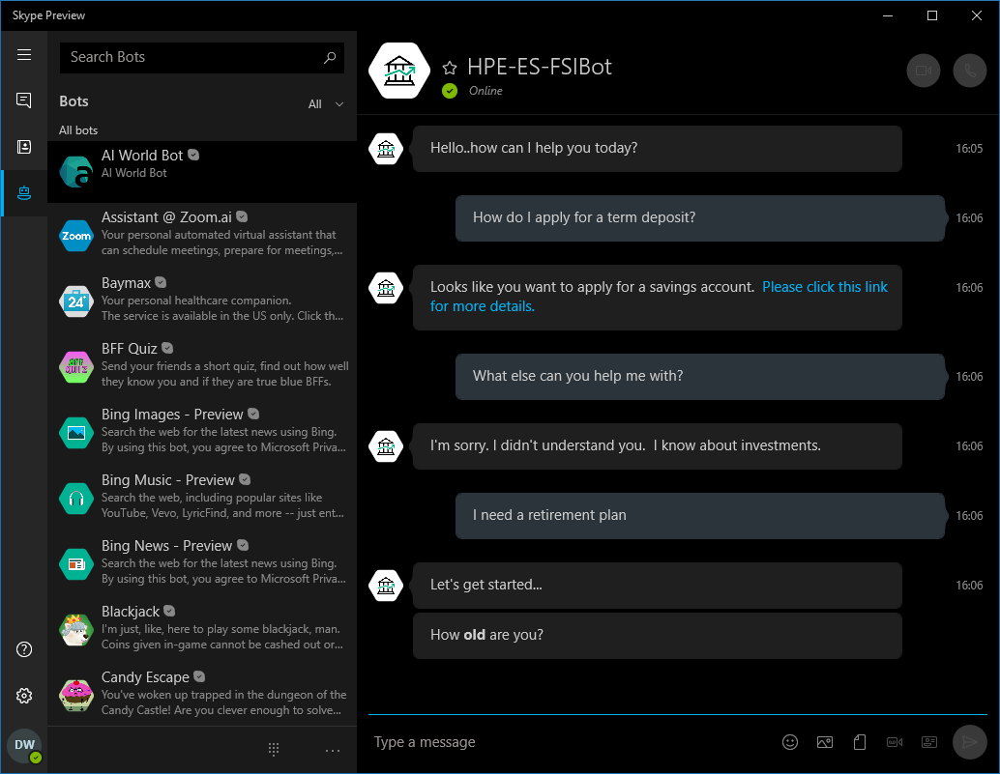 Skype Preview
Search Bots
Bots
All
All bots
AI World Bot
AI World Bot
Assistant @ Zoom.ai
Zoom
Your personal automated virtual assistant that
can schedule meetings, prepare for meetings,...
Baymax
24+
Your personal healthcare companion.
The service is available in the US only. Click th...
BFF Quiz
BFF
QUIZ
Send your friends a short quiz, find out how well
they know you and if they are true blue BFFs.
Bing Images - Preview
Search the web for the latest news using Bing.
By using this bot, you agree to Microsoft Priva...
Bing Music - Preview
Search the web, including popular sites like
YouTube, Vevo, LyricFind, and more -- just ent...
Bing News - Preview
Search the web for the latest news using Bing.
By using this bot, you agree to Microsoft Priva...
Blackjack
I'm just, like, here to play some blackjack, man.
Coins given in-game cannot be cashed out or...
Candy Escape
You've woken up trapped in the dungeon of the
Candy Castle! Are you clever enough to solve...
DW
HPE-ES-FSIBot
Online
Hello..how can I help you today?
16:05
How do I apply for a term deposit?
16:06
Looks like you want to apply for a savings account. Please click this link
for more details.
16:06
What else can you help me with?
16:06
I'm sorry. I didn't understand you. I know about investments.
16:06
I need a retirement plan
16:06
Let's get started...
16:06
How old are you?
Type a message